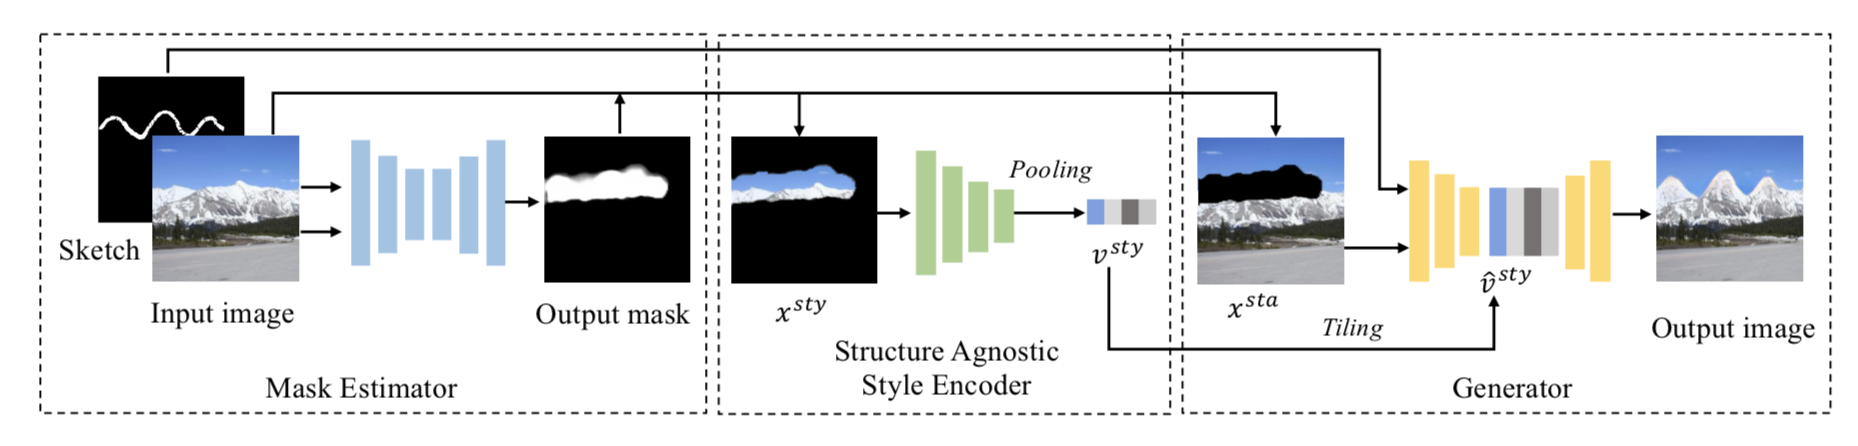 Sketch
Input image
Output mask
Mask Estimator
x^{sty}
Pooling
v^{sty}
Structure Agnostic
Style Encoder
x^{sta}
Tiling
v̂^{sty}
Output image
Generator